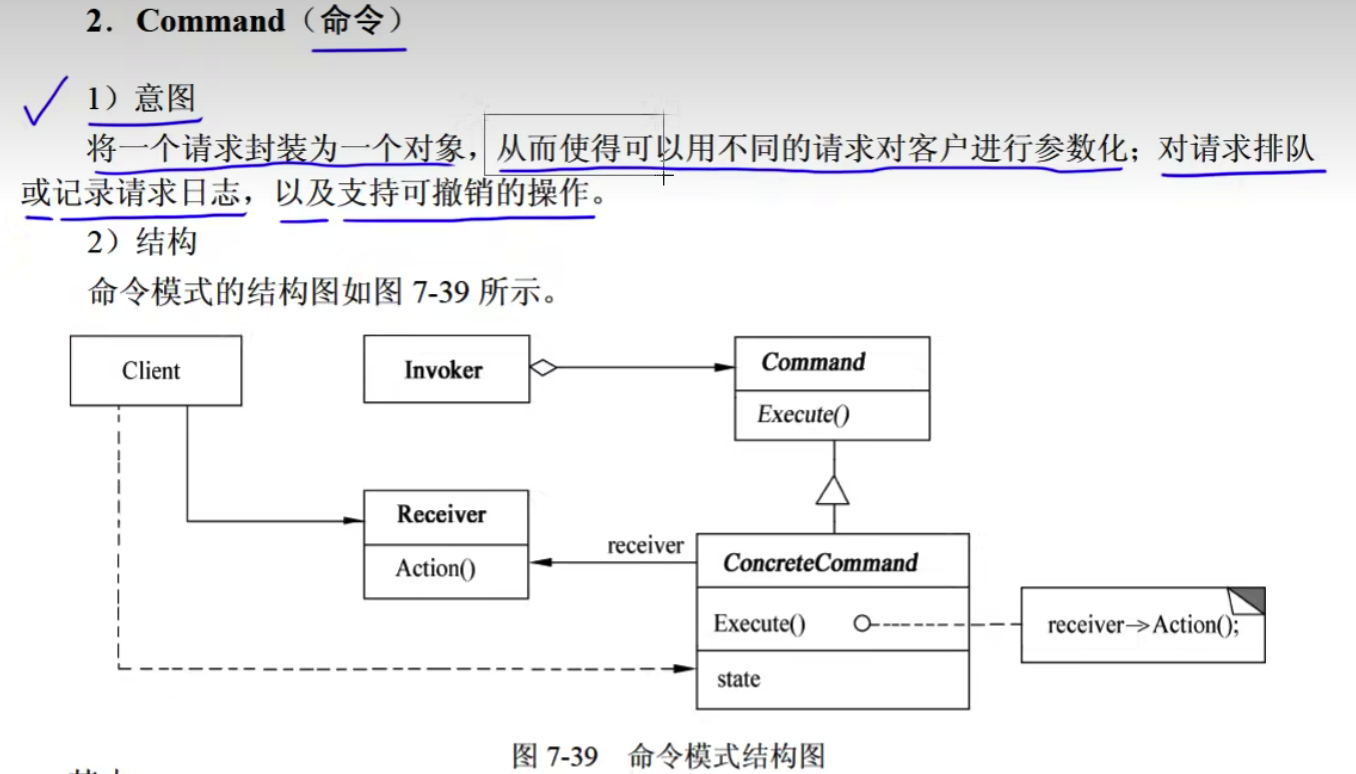 2. Command（命令）
1）意图
将一个请求封装为一个对象，从而使得可以用不同的请求对客户进行参数化；对请求排队
或记录请求日志，以及支持可撤销的操作。
2）结构
命令模式的结构图如图 7-39 所示。
Client
Invoker
Command
Execute()
Receiver
Action()
receiver
ConcreteCommand
Execute()
receiver->Action();
state
图 7-39 命令模式结构图